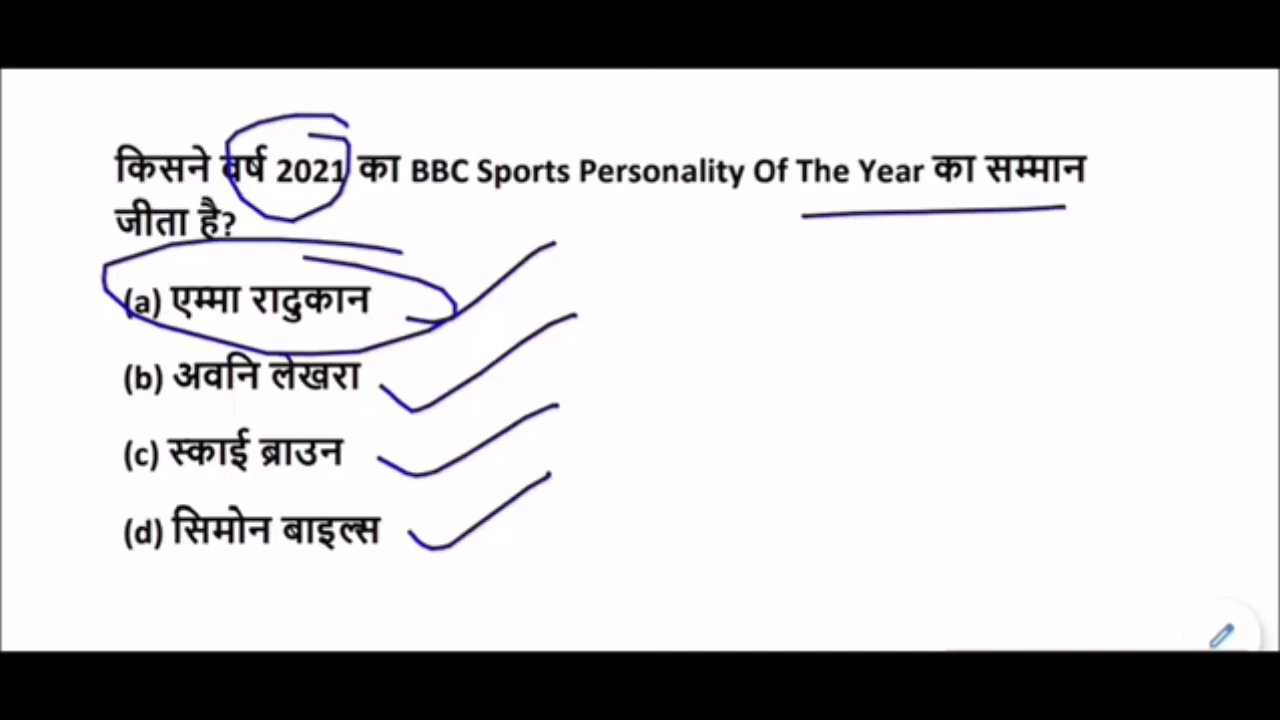 किसने वर्ष 2021 का BBC Sports Personality Of The Year का सम्मान
जीता है?
(a) एम्मा रादुकान
(b) अवनि लेखरा
(c) स्काई ब्राउन
(d) सिमोन बाइल्स